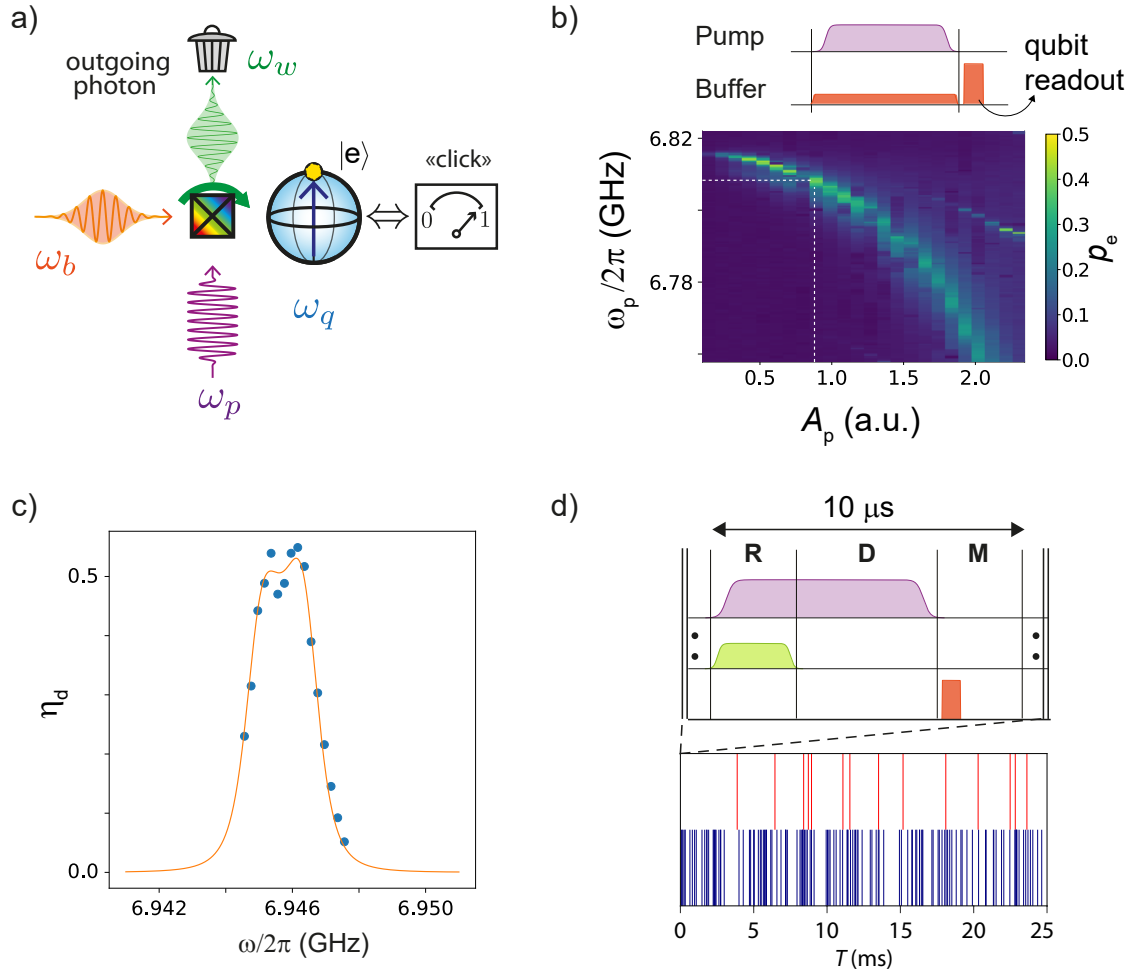 a)
outgoing
photon
ω_w
|e⟩
«click»
0
1
ω_b
ω_q
ω_p
b)
Pump
Buffer
qubit
readout
6.82
6.78
ω_p/2π (GHz)
0.5
1.0
1.5
2.0
A_p (a.u.)
0.5
0.4
0.3
0.2
0.1
0.0
p_e
c)
0.5
0.0
η_d
6.942
6.946
6.950
ω/2π (GHz)
d)
10 μs
R
D
M
0
5
10
15
20
25
T (ms)